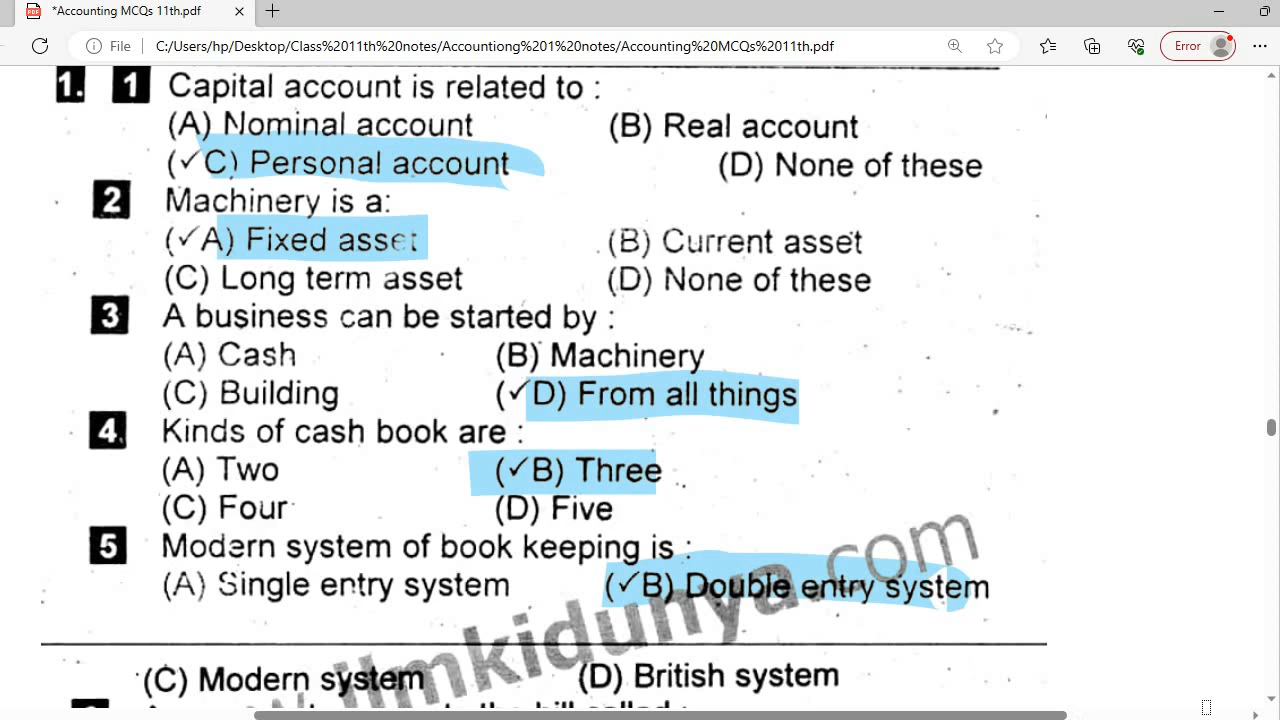 *Accounting MCQs 11th.pdf
File C:/Users/hp/Desktop/Class%2011th%20notes/Accountiong%201%20notes/Accounting%20MCQs%2011th.pdf Error
1. 1 Capital account is related to :
(A) Nominal account (B) Real account
(✓C) Personal account (D) None of these
2 Machinery is a:
(✓A) Fixed asset (B) Current asset
(C) Long term asset (D) None of these
3 A business can be started by :
(A) Cash (B) Machinery
(C) Building (✓D) From all things
4. Kinds of cash book are :
(A) Two (✓B) Three
(C) Four (D) Five
5 Modern system of book keeping is :
(A) Single entry system (✓B) Double entry system
ilmkidunya.com
(C) Modern system (D) British system
the bill called :